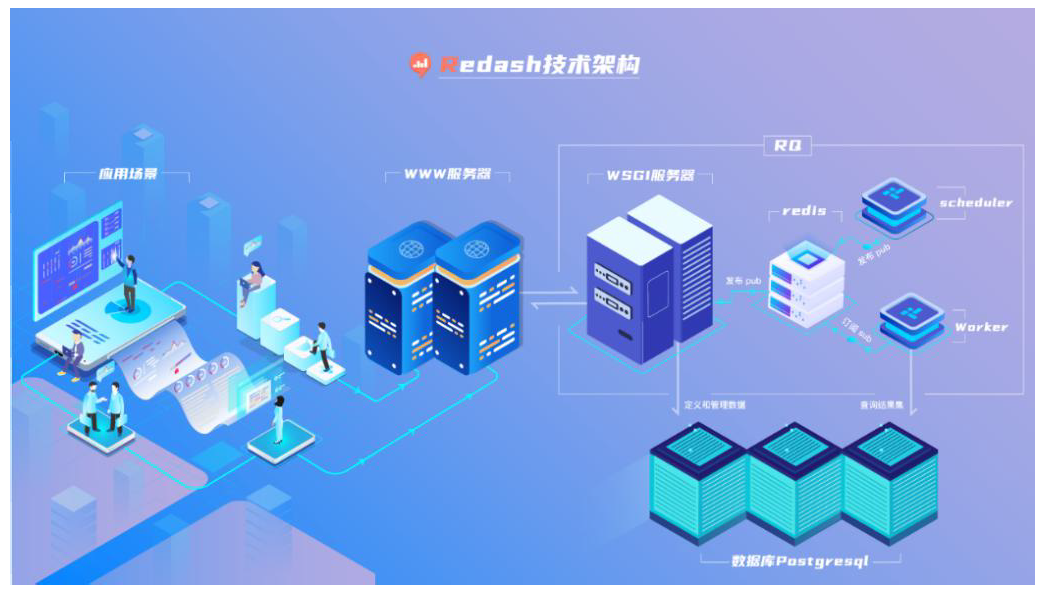 Redash技术架构
RQ
应用场景
WWW服务器
WSGI服务器
redis
scheduler
发布 pub
发布 pub
订阅 sub
Worker
定义和管理数据
查询结果集
数据库Postgresql